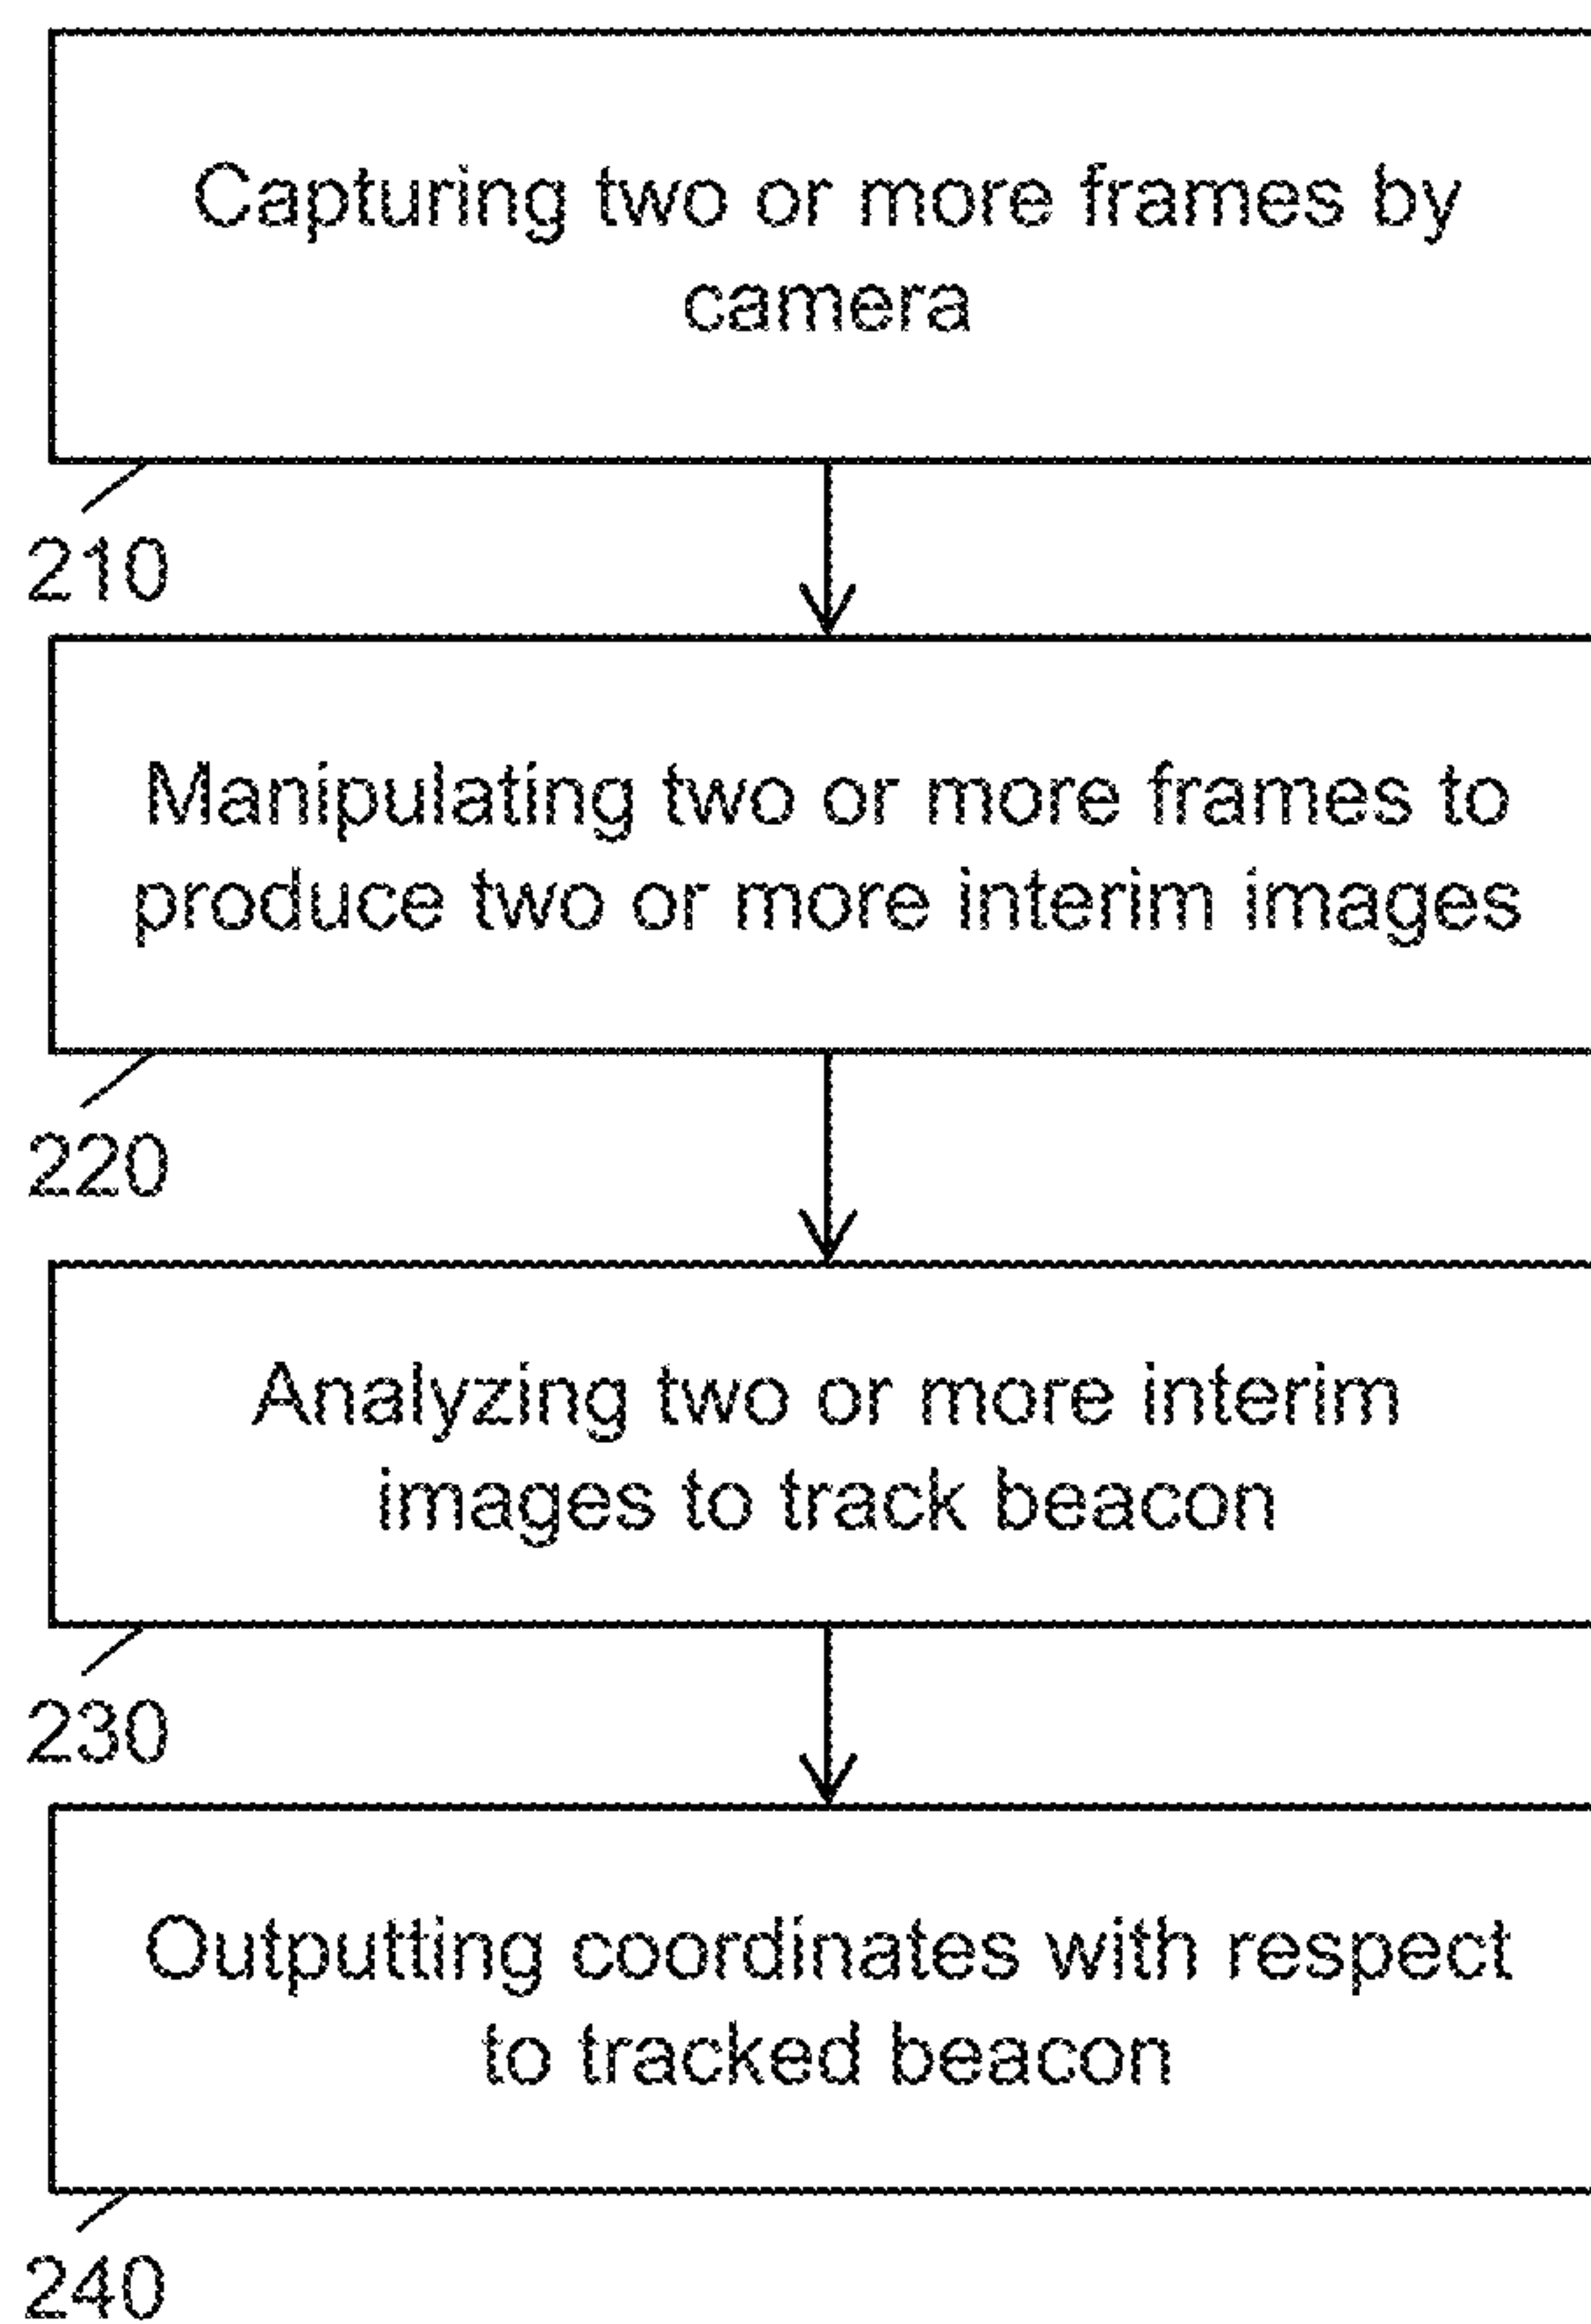 Capturing two or more frames by
camera
210
Manipulating two or more frames to
produce two or more interim images
220
Analyzing two or more interim
images to track beacon
230
Outputting coordinates with respect
to tracked beacon
240